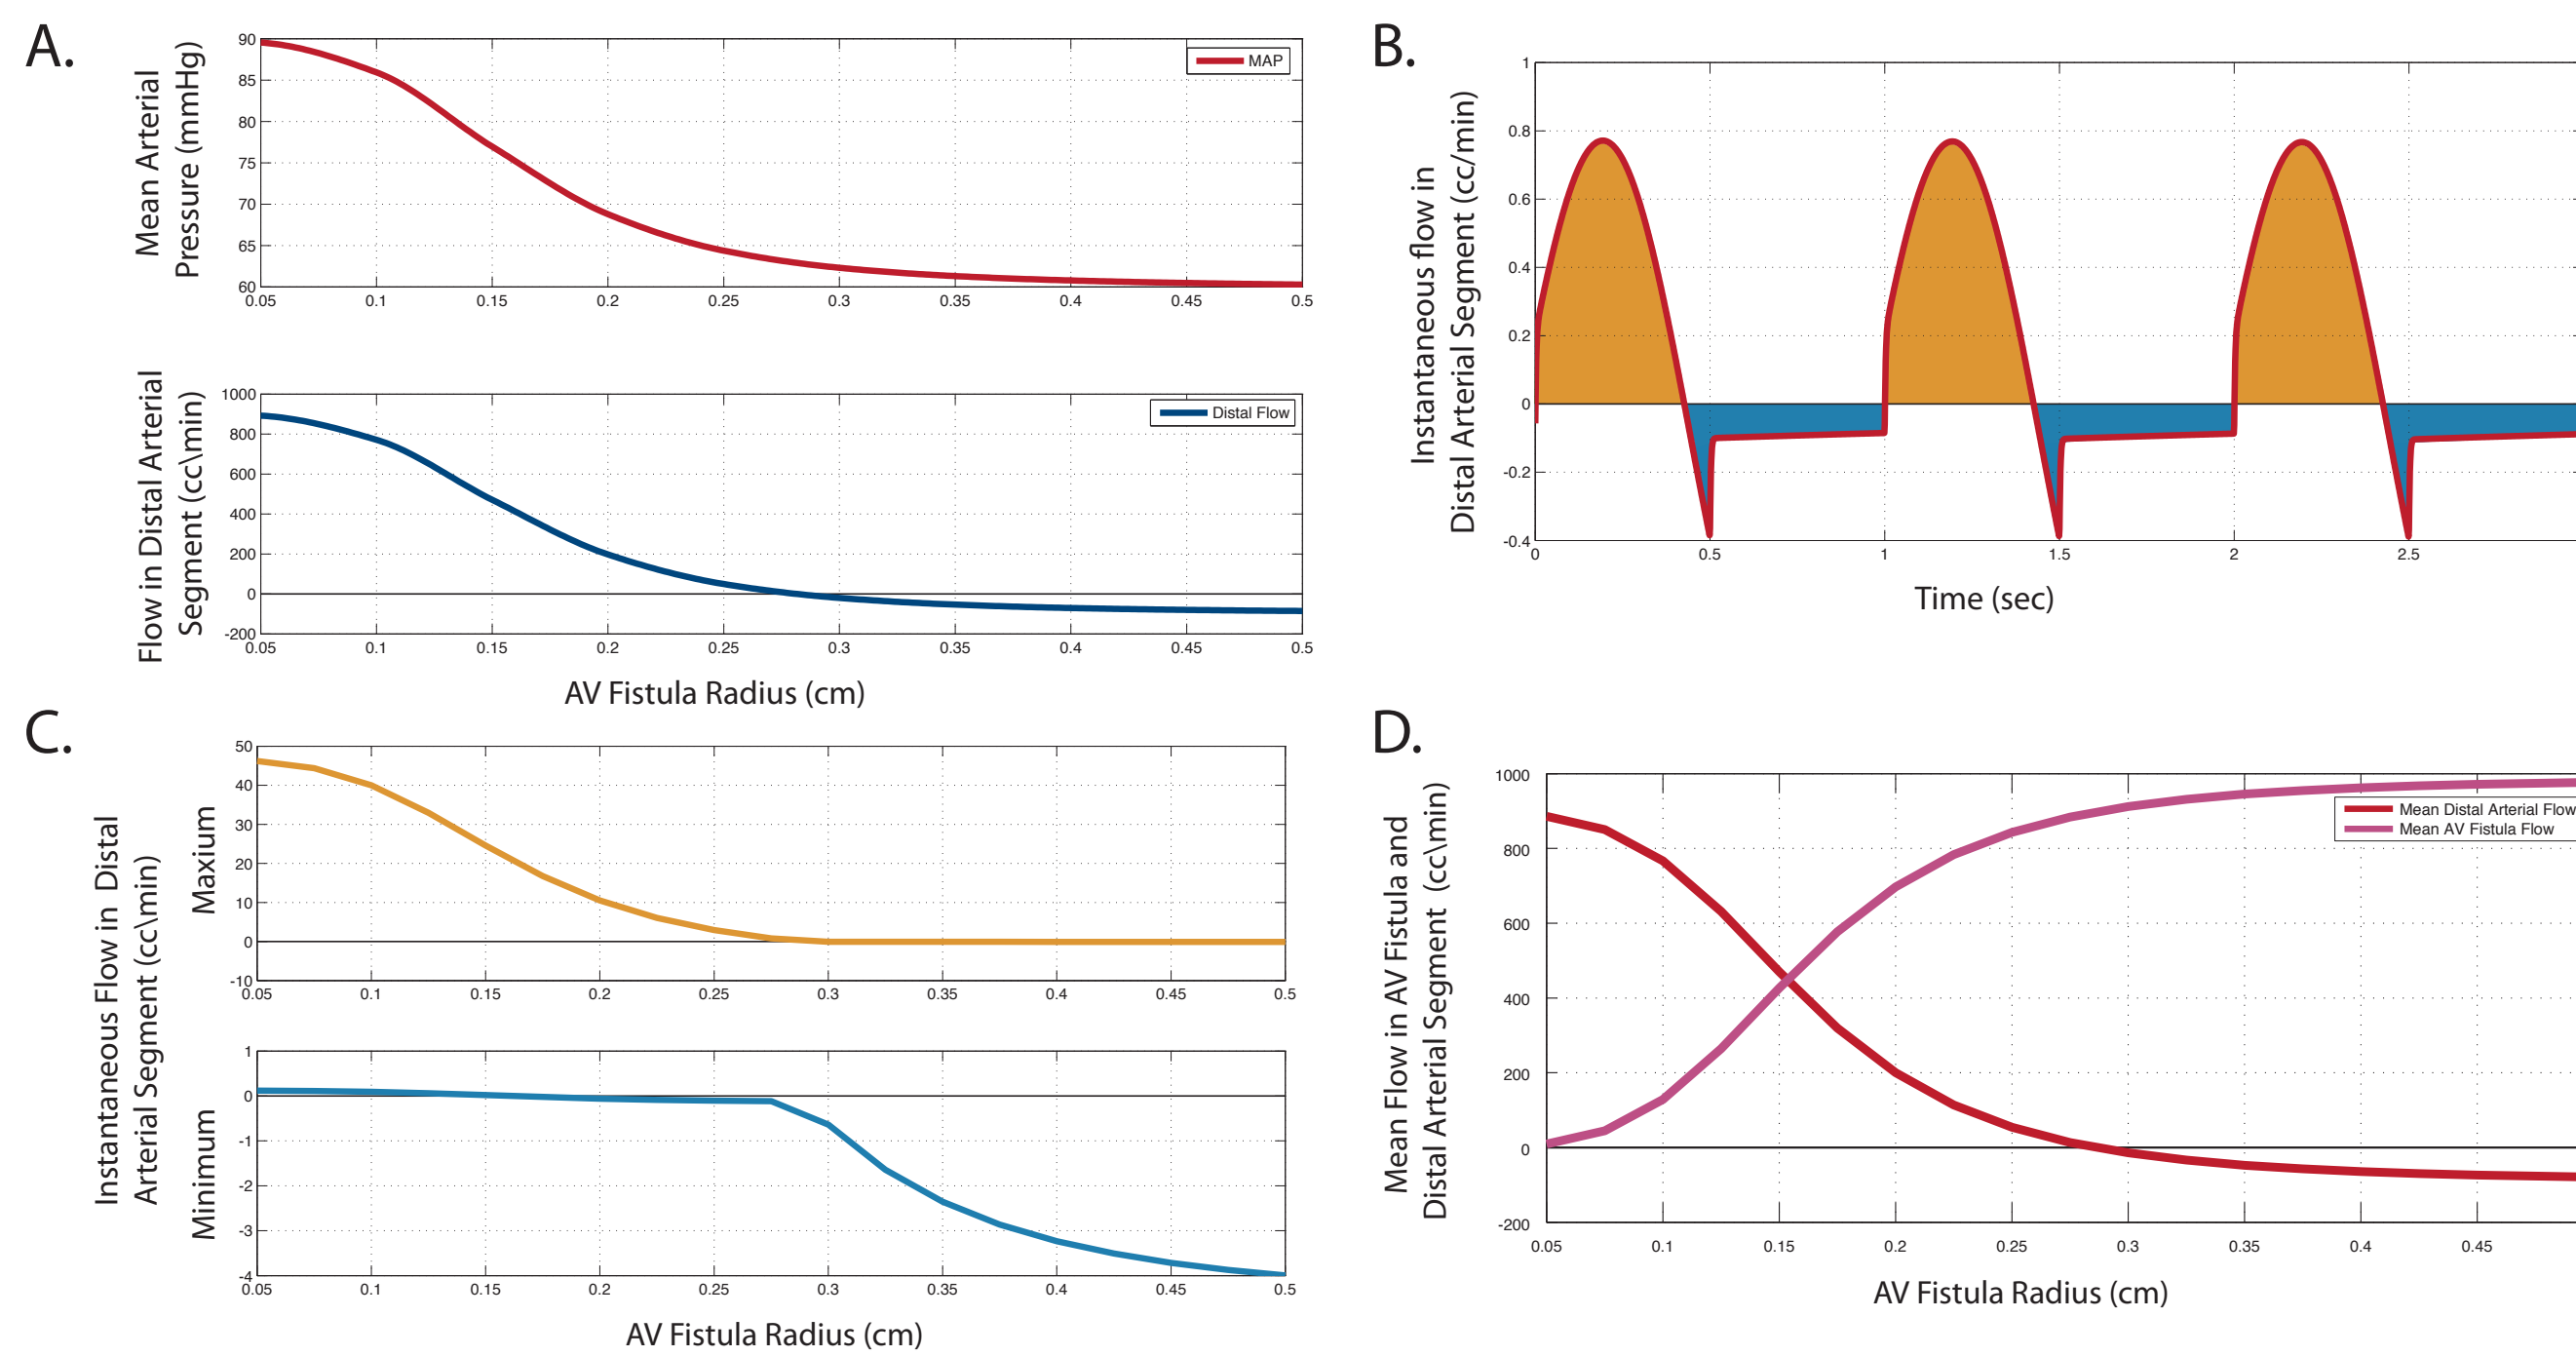 A.
Mean Arterial
Pressure (mmHg)
90
85
80
75
70
65
60
MAP
0.05 0.1 0.15 0.2 0.25 0.3 0.35 0.4 0.45 0.5
Flow in Distal Arterial
Segment (cc\min)
1000
800
600
400
200
0
-200
Distal Flow
0.05 0.1 0.15 0.2 0.25 0.3 0.35 0.4 0.45 0.5
AV Fistula Radius (cm)
B.
Instantaneous flow in
Distal Arterial Segment (cc/min)
1
0.8
0.6
0.4
0.2
0
-0.2
-0.4
0 0.5 1 1.5 2 2.5
Time (sec)
C.
Instantaneous Flow in Distal
Arterial Segment (cc\min)
Maxium
50
40
30
20
10
0
-10
0.05 0.1 0.15 0.2 0.25 0.3 0.35 0.4 0.45 0.5
Minimum
1
0
-1
-2
-3
-4
0.05 0.1 0.15 0.2 0.25 0.3 0.35 0.4 0.45 0.5
AV Fistula Radius (cm)
D.
Mean Flow in AV Fistula and
Distal Arterial Segment (cc\min)
1000
800
600
400
200
0
-200
Mean Distal Arterial Flow
Mean AV Fistula Flow
0.05 0.1 0.15 0.2 0.25 0.3 0.35 0.4 0.45
AV Fistula Radius (cm)